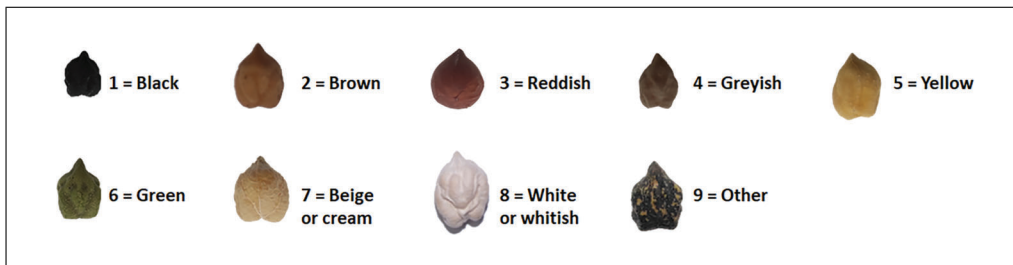 1 = Black
2 = Brown
3 = Reddish
4 = Greyish
5 = Yellow
6 = Green
7 = Beige
or cream
8 = White
or whitish
9 = Other